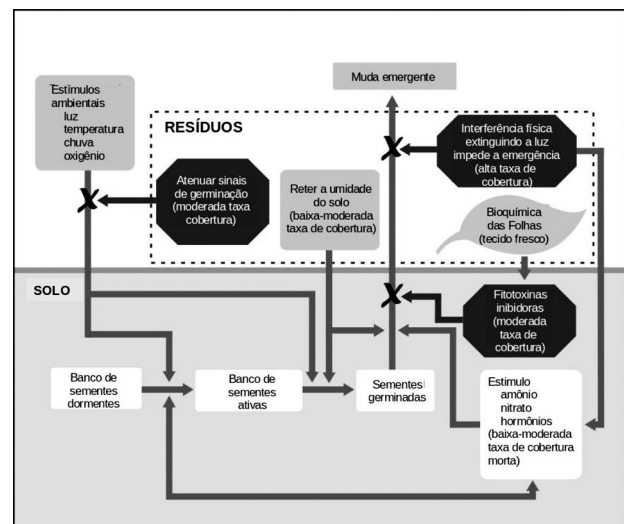 Muda emergente
Estímulos
ambientais
luz
temperatura
chuva
oxigênio
RESÍDUOS
Interferência física
extinguindo a luz
impede a emergência
(alta taxa de
cobertura)
Atenuar sinais
de germinação
(moderada taxa
cobertura)
Reter a umidade
do solo
(baixa-moderada
taxa de cobertura)
Bioquímica
das Folhas
(tecido fresco)
SOLO
Fitotoxinas
inibidoras
(moderada
taxa de
cobertura)
Banco de
sementes
dormentes
Banco de
sementes
ativas
Sementes
germinadas
Estimulo
amônio
nitrato
hormônios
(baixa-moderada
taxa de cobertura
morta)